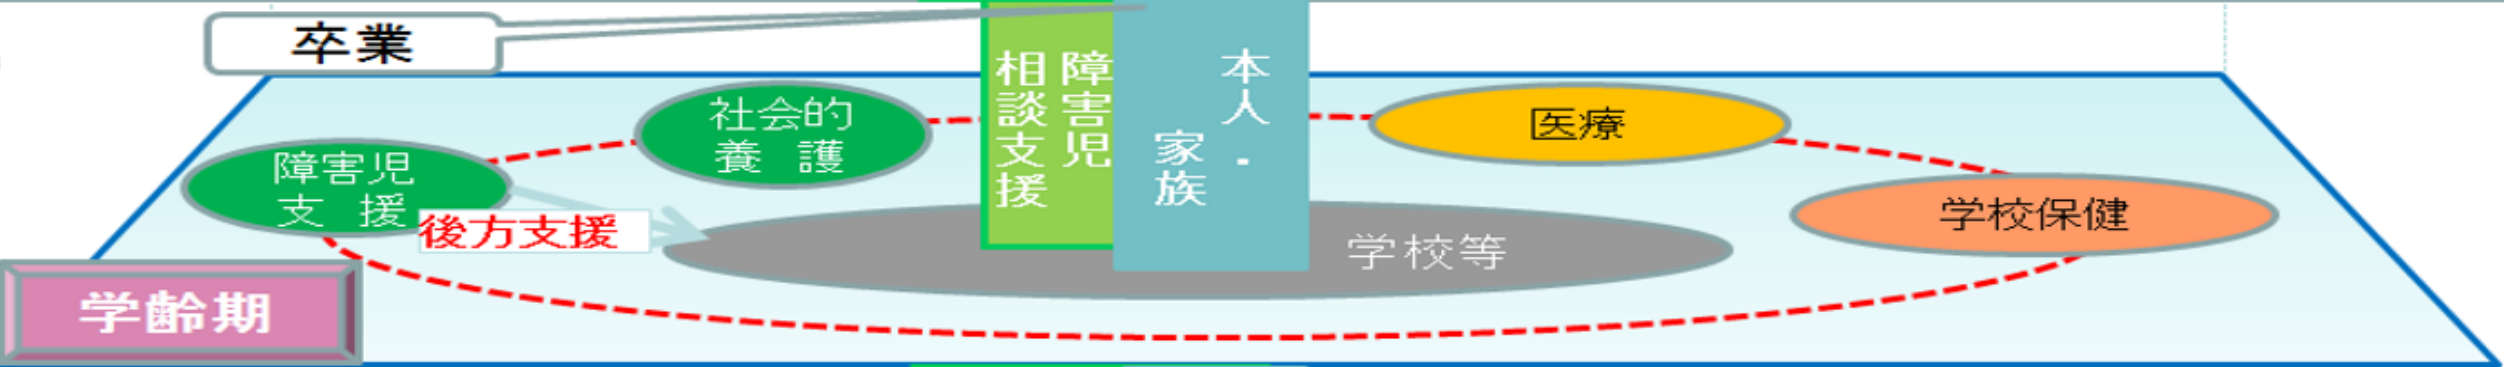 卒業
障害児
相談支援
本人・
家族
社会的
養　護
医療
障害児
支　援
後方支援
学校保健
学校等
学齢期